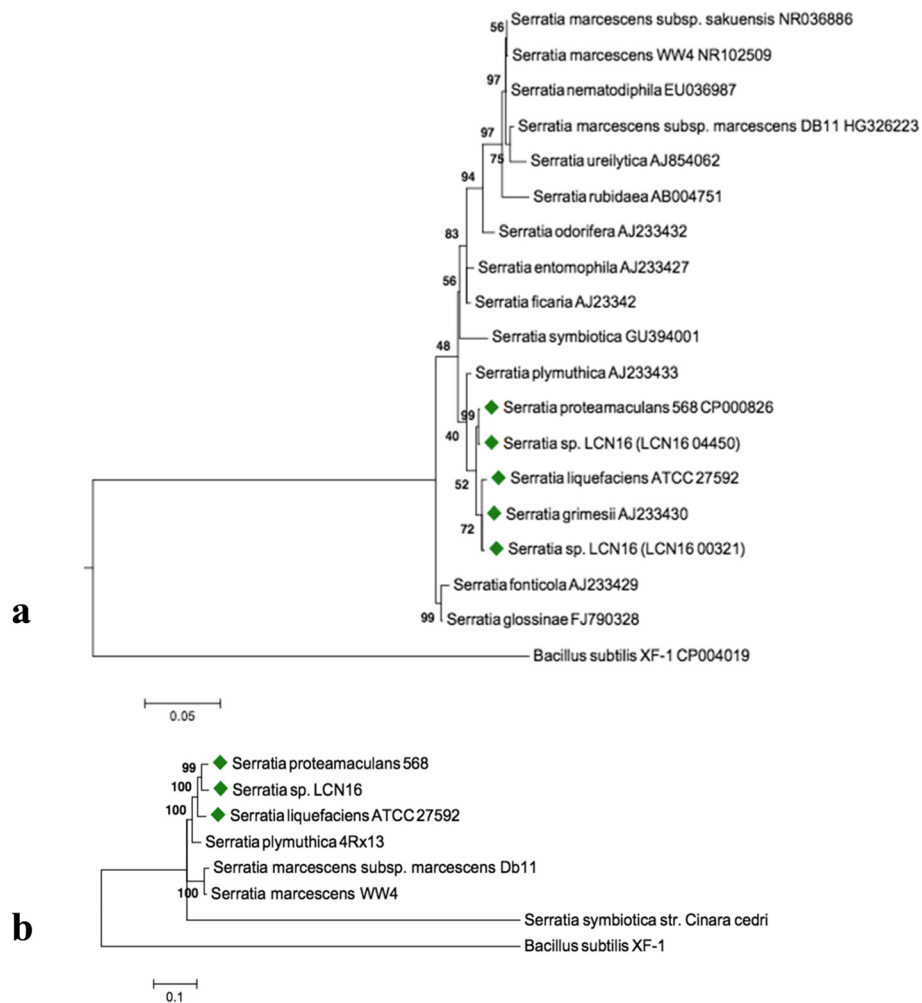 56
Serratia marcescens subsp. sakuensis NR036886
Serratia marcescens WW4 NR102509
97
Serratia nematodiphila EU036987
Serratia marcescens subsp. marcescens DB11 HG326223
97
75
Serratia ureilytica AJ854062
94
Serratia rubidaea AB004751
83
Serratia odorifera AJ233432
Serratia entomophila AJ233427
56
Serratia ficaria AJ23342
Serratia symbiotica GU394001
48
Serratia plymuthica AJ233433
99
Serratia proteamaculans 568 CP000826
40
Serratia sp. LCN16 (LCN16 04450)
52
Serratia liquefaciens ATCC 27592
Serratia grimesii AJ233430
72
Serratia sp. LCN16 (LCN16 00321)
Serratia fonticola AJ233429
a
99
Serratia glossinae FJ790328
Bacillus subtilis XF-1 CP004019
0.05
99
Serratia proteamaculans 568
100
Serratia sp. LCN16
100
Serratia liquefaciens ATCC 27592
Serratia plymuthica 4Rx13
Serratia marcescens subsp. marcescens Db11
100
Serratia marcescens WW4
b
Serratia symbiotica str. Cinara cedri
Bacillus subtilis XF-1
0.1